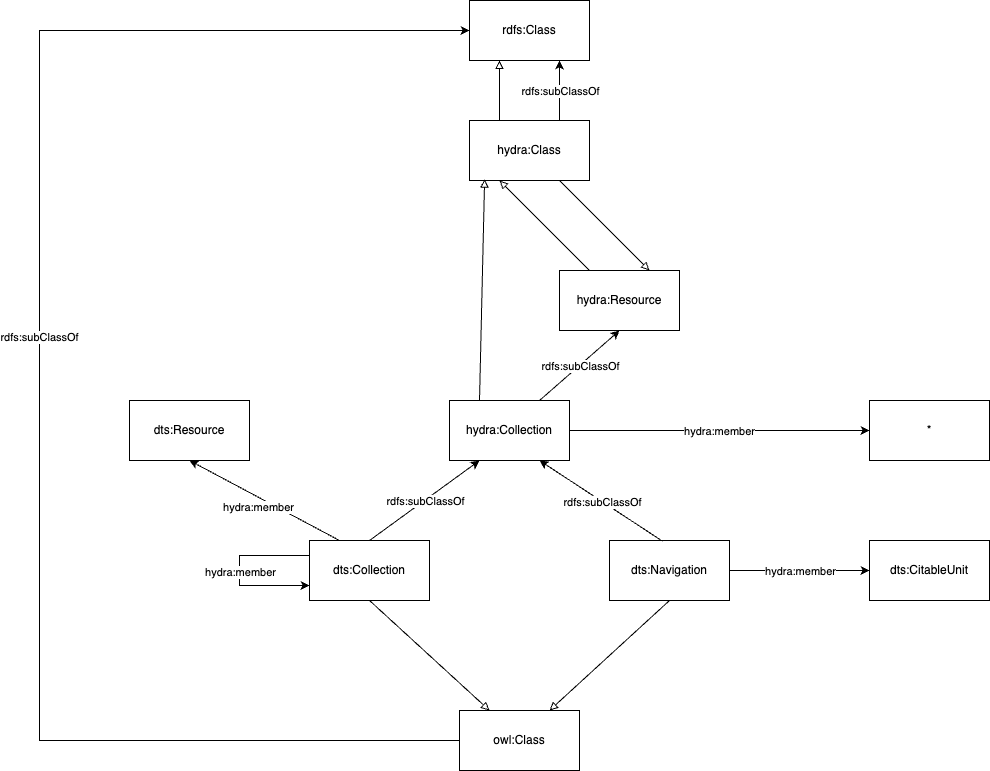 rdfs:Class
rdfs:subClassOf
hydra:Class
hydra:Resource
rdfs:subClassOf
rdfs:subClassOf
dts:Resource
hydra:Collection
hydra:member
*
hydra:member
rdfs:subClassOf
rdfs:subClassOf
hydra:member
dts:Collection
dts:Navigation
hydra:member
dts:CitableUnit
owl:Class